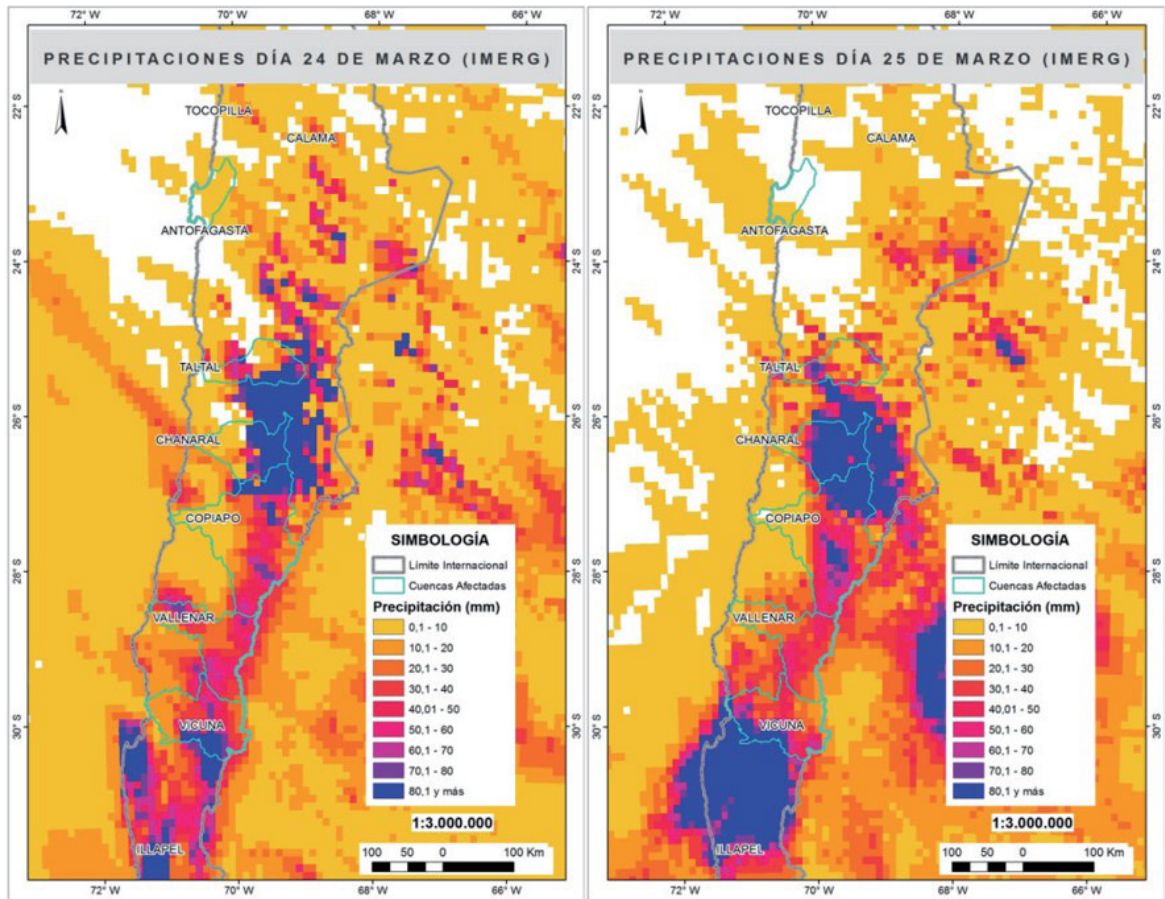 72°W 70°W 68°W 66°W
PRECIPITACIONES DÍA 24 DE MARZO (IMERG)
N
22°S
24°S
26°S
28°S
30°S
TOCOPILLA
CALAMA
ANTOFAGASTA
TALTAL
CHANARAL
COPIAPO
VALLENAR
VICUNA
ILLAPEL
SIMBOLOGÍA
Límite Internacional
Cuencas Afectadas
Precipitación (mm)
0,1 - 10
10,1 - 20
20,1 - 30
30,1 - 40
40,01 - 50
50,1 - 60
60,1 - 70
70,1 - 80
80,1 y más
1:3.000.000
100 50 0 100 Km
72°W 70°W 68°W 66°W
72°W 70°W 68°W 66°W
PRECIPITACIONES DÍA 25 DE MARZO (IMERG)
N
TOCOPILLA
CALAMA
ANTOFAGASTA
TALTAL
CHANARAL
COPIAPO
VALLENAR
VICUNA
ILLAPEL
SIMBOLOGÍA
Límite Internacional
Cuencas Afectadas
Precipitación (mm)
0,1 - 10
10,1 - 20
20,1 - 30
30,1 - 40
40,01 - 50
50,1 - 60
60,1 - 70
70,1 - 80
80,1 y más
1:3.000.000
100 50 0 100 Km
22°S
24°S
26°S
28°S
30°S
72°W 70°W 68°W 66°W